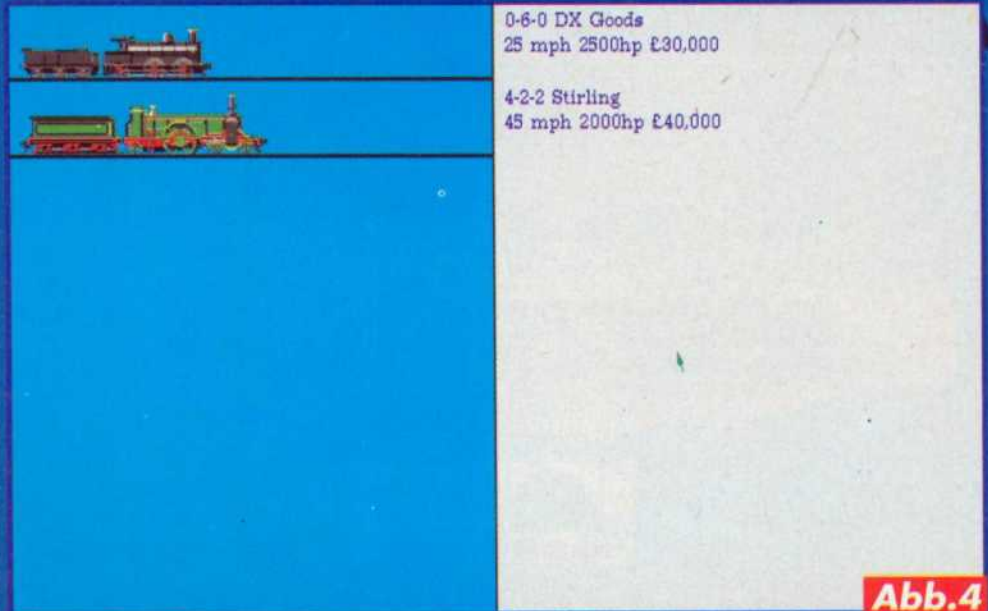 0-6-0 DX Goods
25 mph 2500hp £30,000
4-2-2 Stirling
45 mph 2000hp £40,000
Abb.4